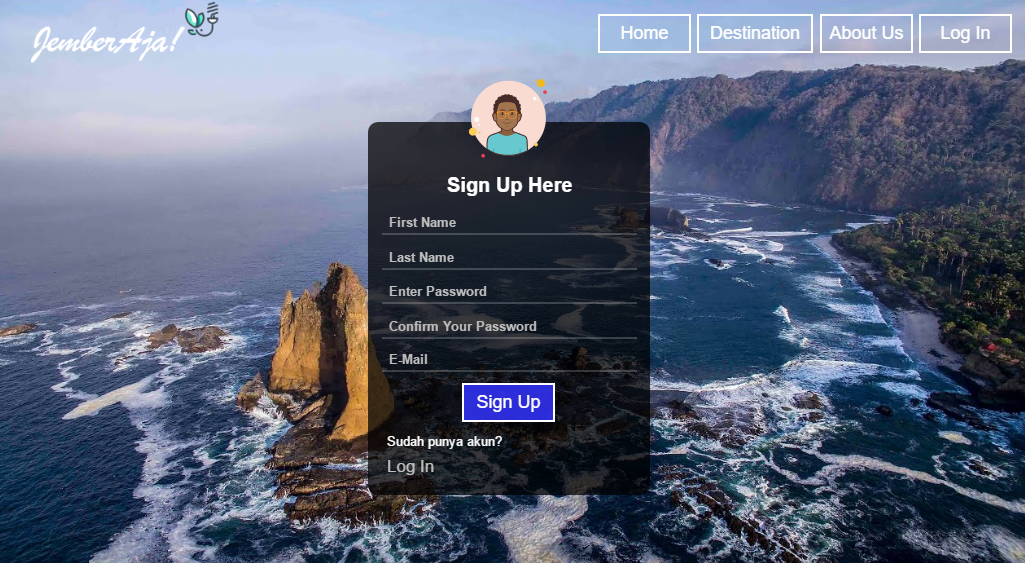 JemberAja!
Home Destination About Us Log In
Sign Up Here
First Name
Last Name
Enter Password
Confirm Your Password
E-Mail
Sign Up
Sudah punya akun?
Log In